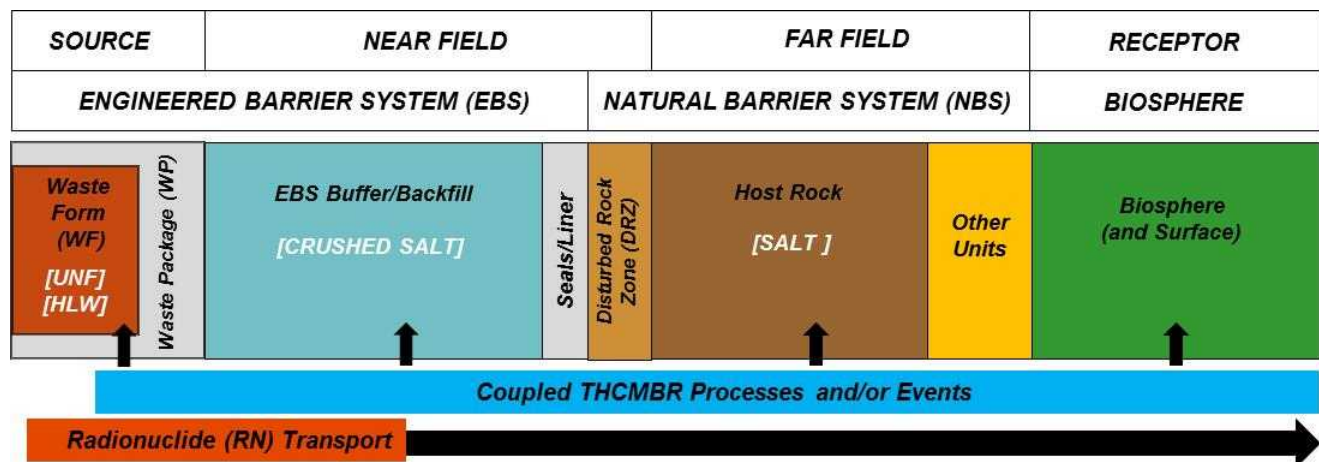 SOURCE
NEAR FIELD
FAR FIELD
RECEPTOR
ENGINEERED BARRIER SYSTEM (EBS)
NATURAL BARRIER SYSTEM (NBS)
BIOSPHERE
Waste
Form
(WF)
[UNF]
[HLW]
Waste Package (WP)
EBS Buffer/Backfill
[CRUSHED SALT]
Seals/Liner
Disturbed Rock
Zone (DRZ)
Host Rock
[SALT ]
Other
Units
Biosphere
(and Surface)
Coupled THCMBR Processes and/or Events
Radionuclide (RN) Transport